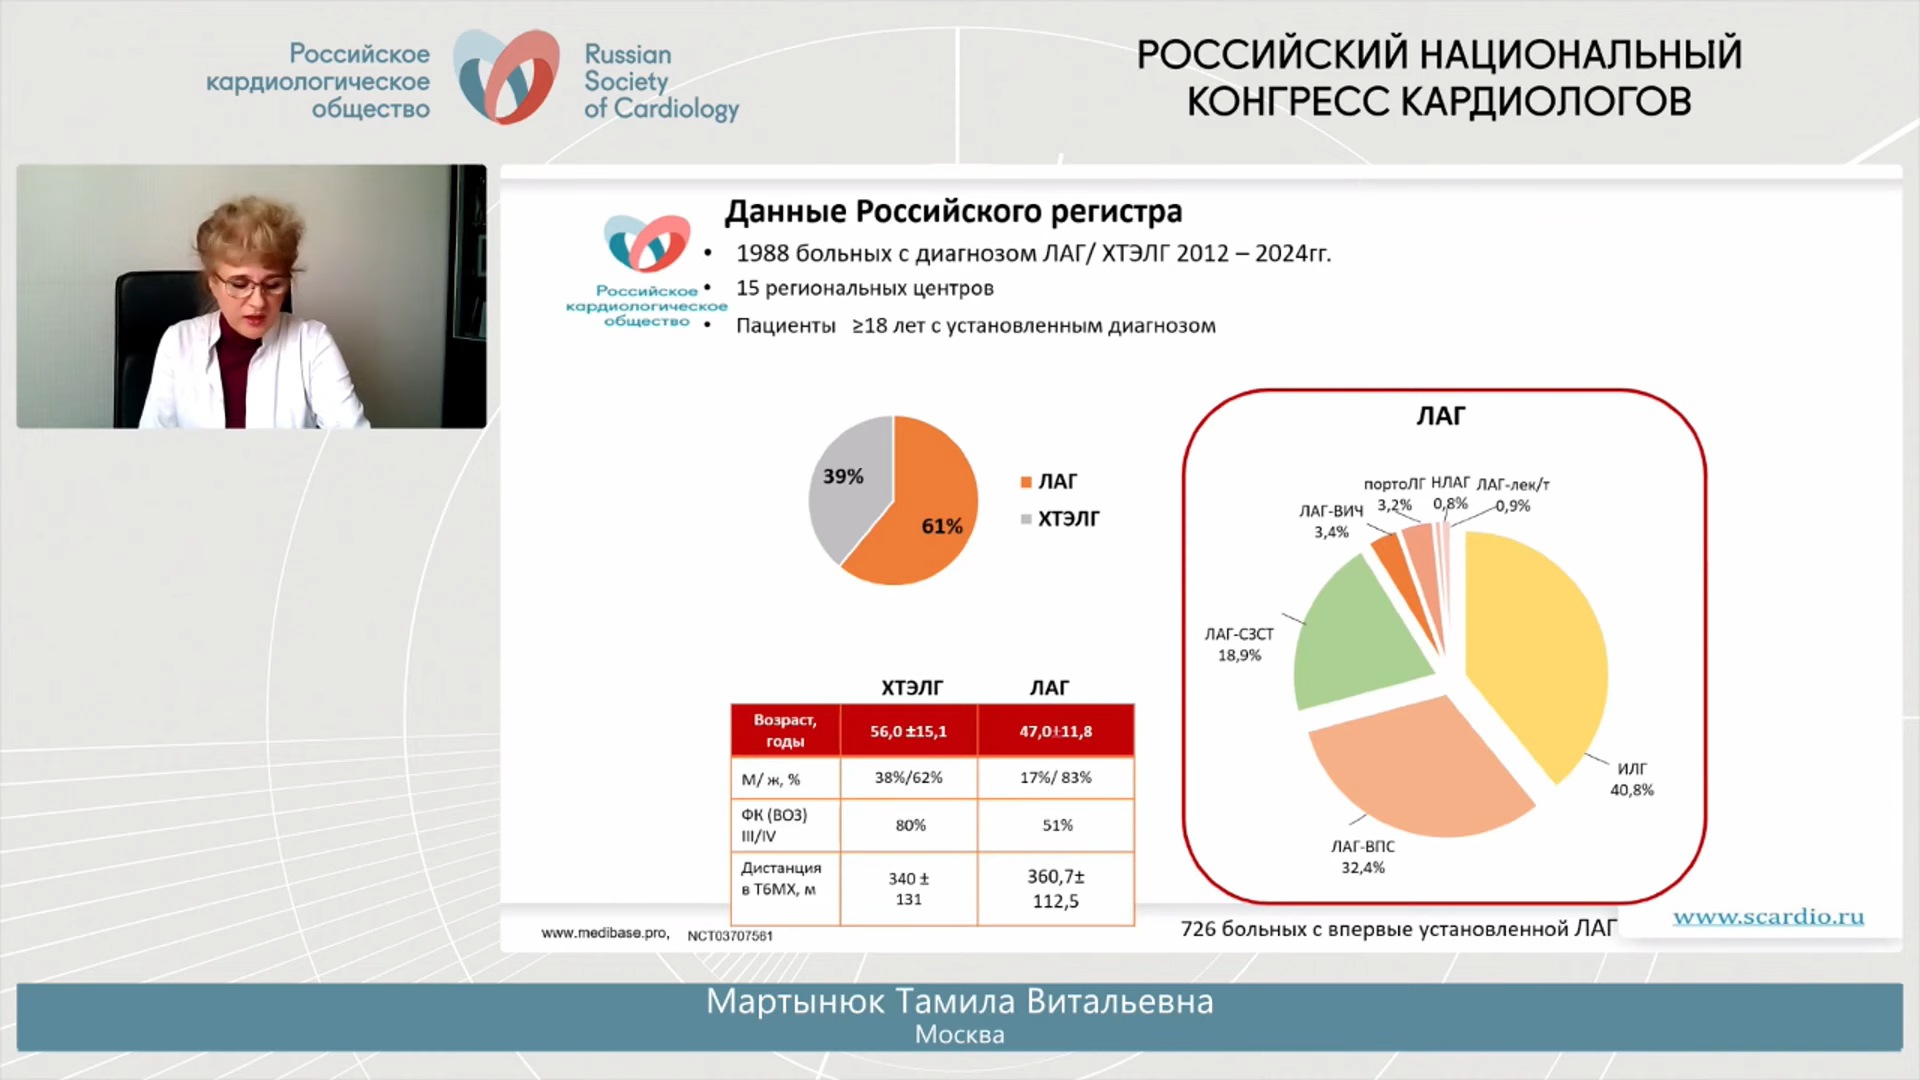 Российское
кардиологическое
общество
Russian
Society
of Cardiology
РОССИЙСКИЙ НАЦИОНАЛЬНЫЙ
КОНГРЕСС КАРДИОЛОГОВ
Российское
кардиологическое
общество
Данные Российского регистра
• 1988 больных с диагнозом ЛАГ/ ХТЭЛГ 2012 – 2024гг.
• 15 региональных центров
• Пациенты ≥18 лет с установленным диагнозом
39%
61%
ЛАГ
ХТЭЛГ
ЛАГ
портоЛГ
3,2%
НЛАГ
0,8%
ЛАГ-лек/т
0,9%
ЛАГ-ВИЧ
3,4%
ЛАГ-СЗСТ
18,9%
ИЛГ
40,8%
ЛАГ-ВПС
32,4%
ХТЭЛГ ЛАГ
Возраст,
годы
56,0 ±15,1
47,0±11,8
М/ ж, %
38%/62%
17%/ 83%
ФК (ВОЗ)
III/IV
80%
51%
Дистанция
в Т6МХ, м
340 ±
131
360,7±
112,5
www.medibase.pro, NCT03707561
726 больных с впервые установленной ЛАГ
www.scardio.ru
Мартынюк Тамила Витальевна
Москва